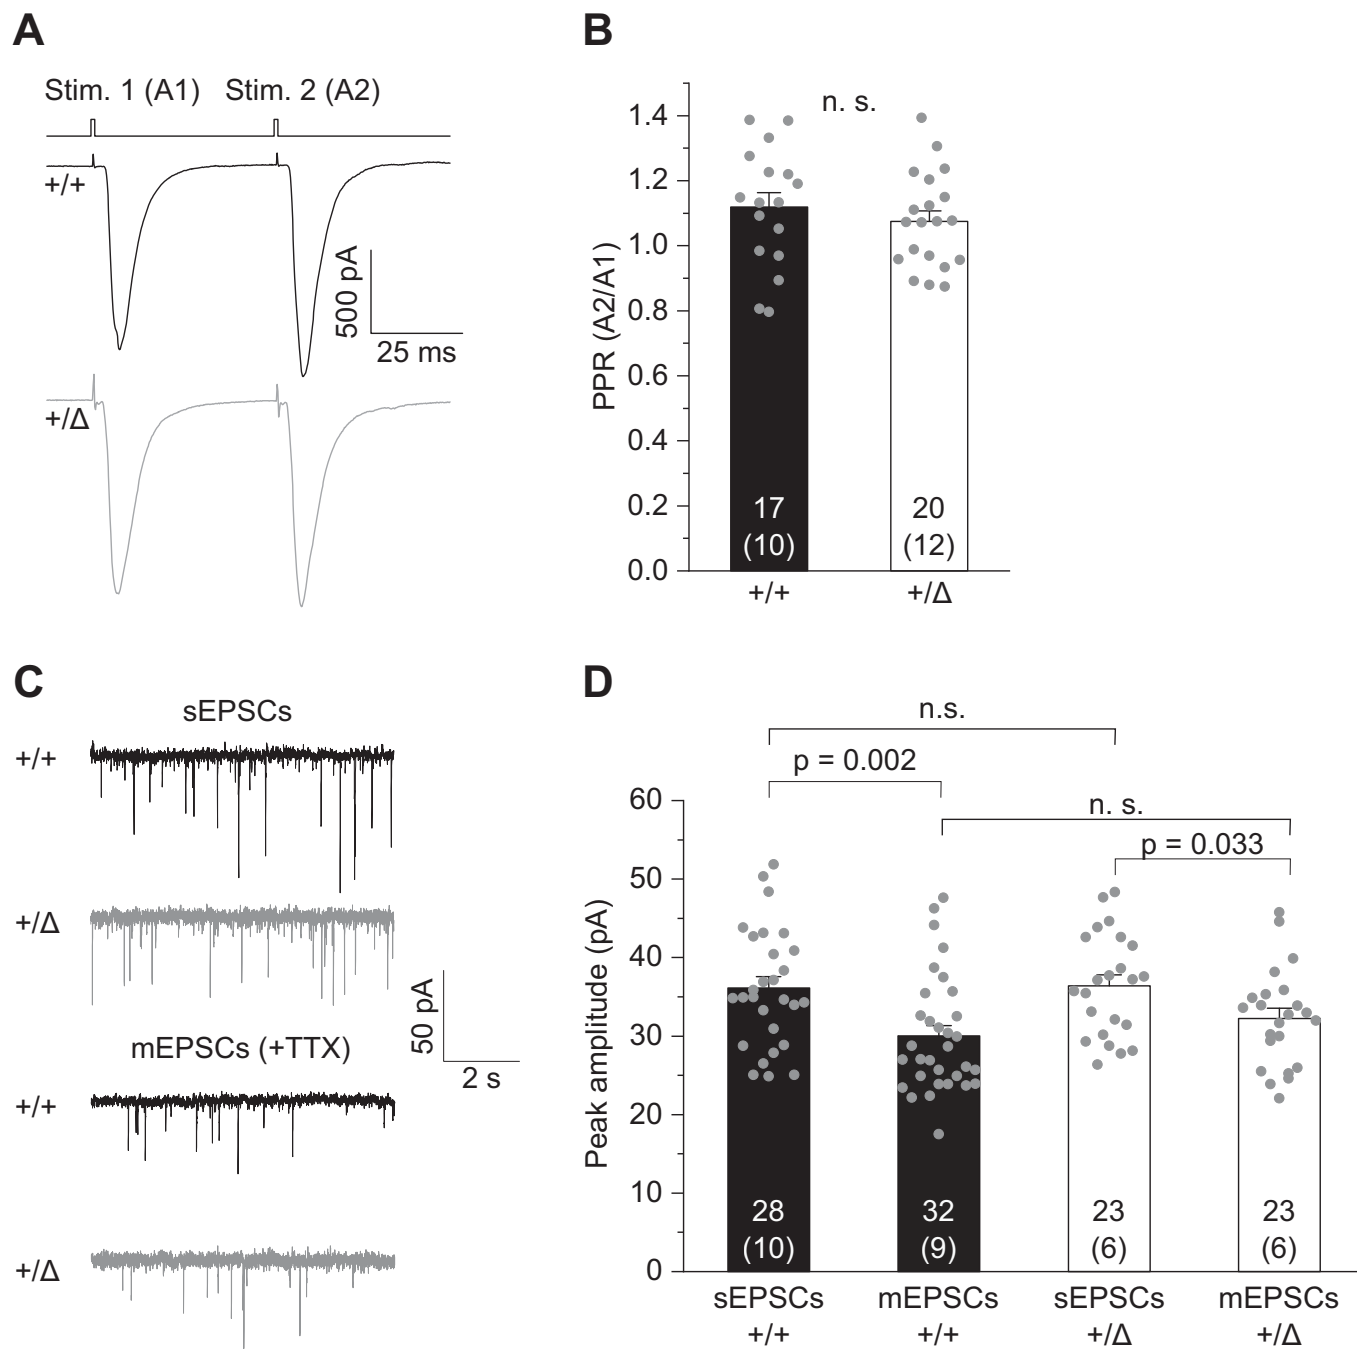 A
Stim. 1 (A1) Stim. 2 (A2)
+/+
500 pA
25 ms
+/Δ
B
n. s.
PPR (A2/A1)
1.4
1.2
1.0
0.8
0.6
0.4
0.2
0.0
17
(10)
20
(12)
+/+
+/Δ
C
sEPSCs
+/+
+/Δ
50 pA
2 s
mEPSCs (+TTX)
+/+
+/Δ
D
n.s.
p = 0.002
n. s.
p = 0.033
Peak amplitude (pA)
60
50
40
30
20
10
0
28
(10)
32
(9)
23
(6)
23
(6)
sEPSCs
+/+
mEPSCs
+/+
sEPSCs
+/Δ
mEPSCs
+/Δ